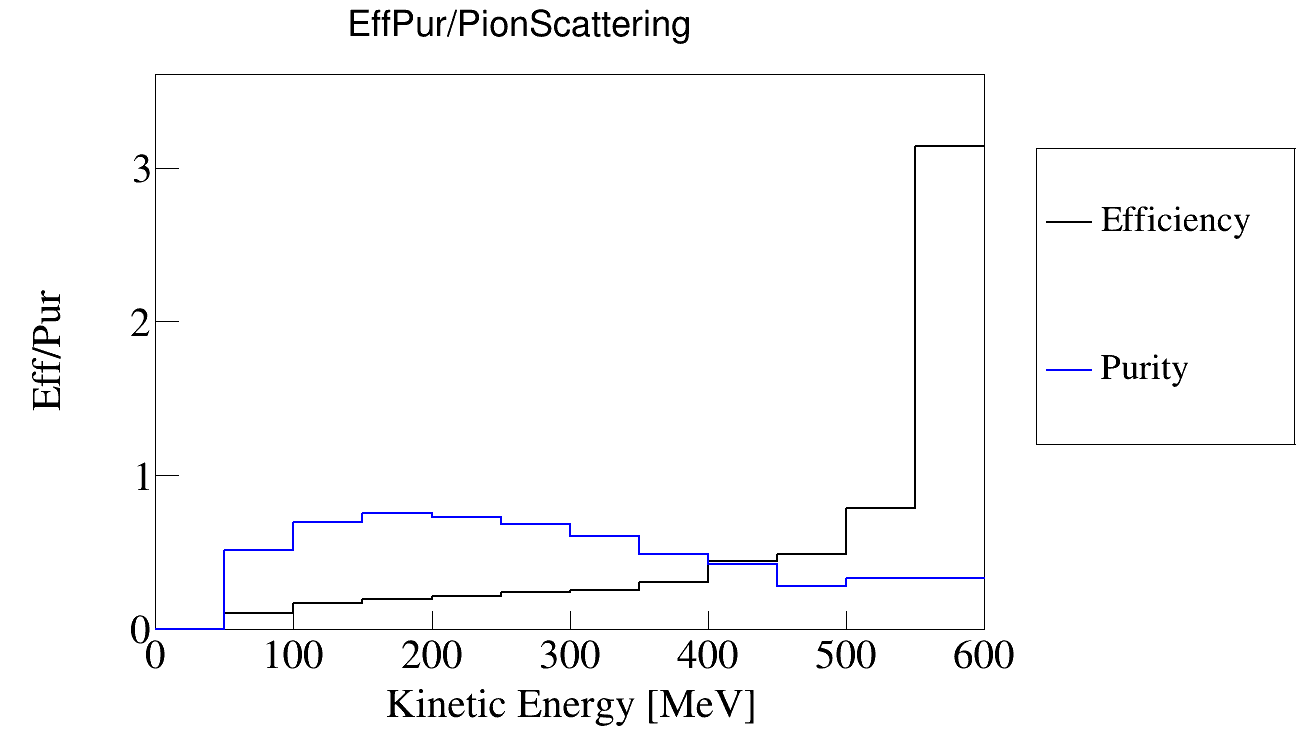 EffPur/PionScattering
Eff/Pur
3
2
1
0
0 100 200 300 400 500 600
Kinetic Energy [MeV]
Efficiency
Purity